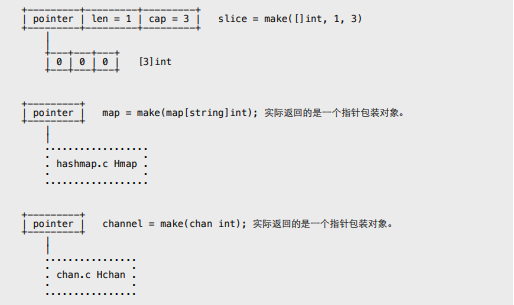 pointer | len = 1 | cap = 3 | slice = make([]int, 1, 3)
0 | 0 | 0 | [3]int
pointer map = make(map[string]int); 实际返回的是一个指针包装对象。
hashmap.c Hmap
pointer channel = make(chan int); 实际返回的是一个指针包装对象。
chan.c Hchan